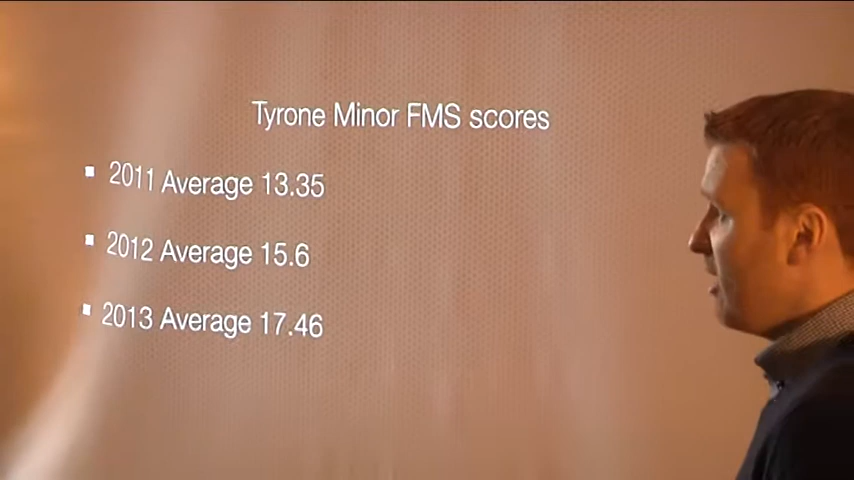 Tyrone Minor FMS scores
▪ 2011 Average 13.35
▪ 2012 Average 15.6
▪ 2013 Average 17.46